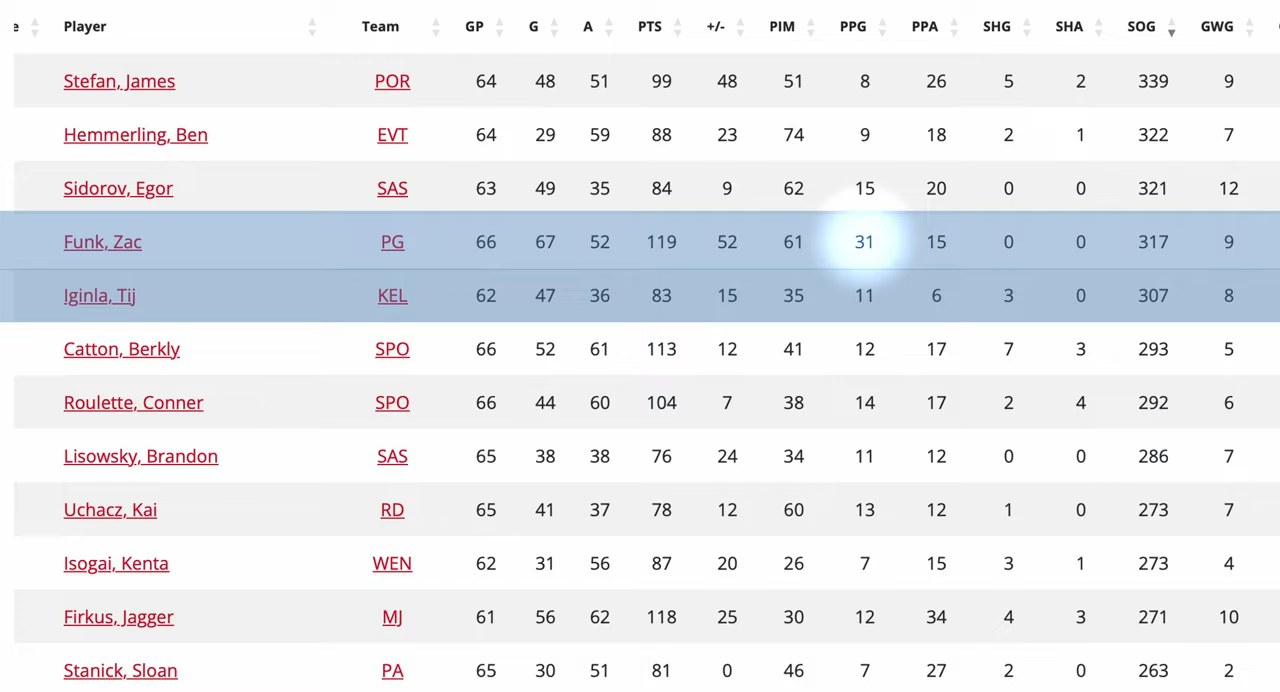 e Player Team GP G A PTS +/- PIM PPG PPA SHG SHA SOG GWG
Stefan, James POR 64 48 51 99 48 51 8 26 5 2 339 9
Hemmerling, Ben EVT 64 29 59 88 23 74 9 18 2 1 322 7
Sidorov, Egor SAS 63 49 35 84 9 62 15 20 0 0 321 12
Funk, Zac PG 66 67 52 119 52 61 31 15 0 0 317 9
Iginla, Tij KEL 62 47 36 83 15 35 11 6 3 0 307 8
Catton, Berkly SPO 66 52 61 113 12 41 12 17 7 3 293 5
Roulette, Conner SPO 66 44 60 104 7 38 14 17 2 4 292 6
Lisowsky, Brandon SAS 65 38 38 76 24 34 11 12 0 0 286 7
Uchacz, Kai RD 65 41 37 78 12 60 13 12 1 0 273 7
Isogai, Kenta WEN 62 31 56 87 20 26 7 15 3 1 273 4
Firkus, Jagger MJ 61 56 62 118 25 30 12 34 4 3 271 10
Stanick, Sloan PA 65 30 51 81 0 46 7 27 2 0 263 2